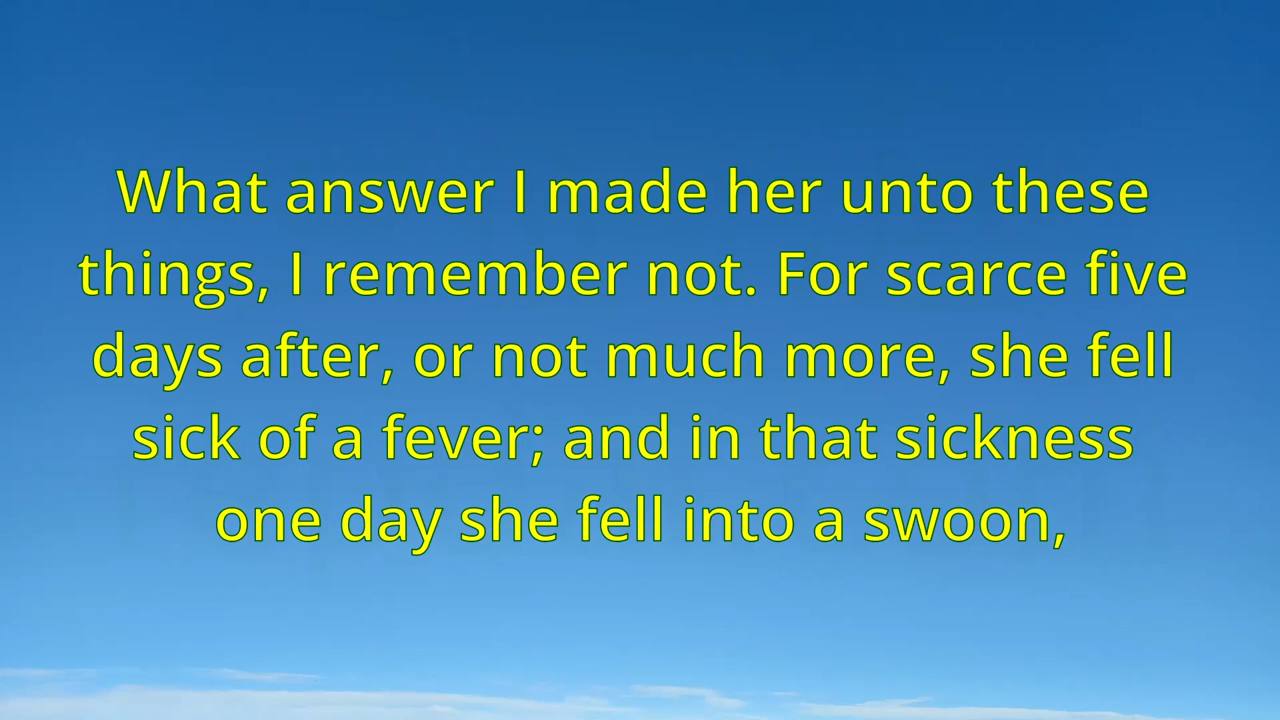 What answer I made her unto these
things, I remember not. For scarce five
days after, or not much more, she fell
sick of a fever; and in that sickness
one day she fell into a swoon,